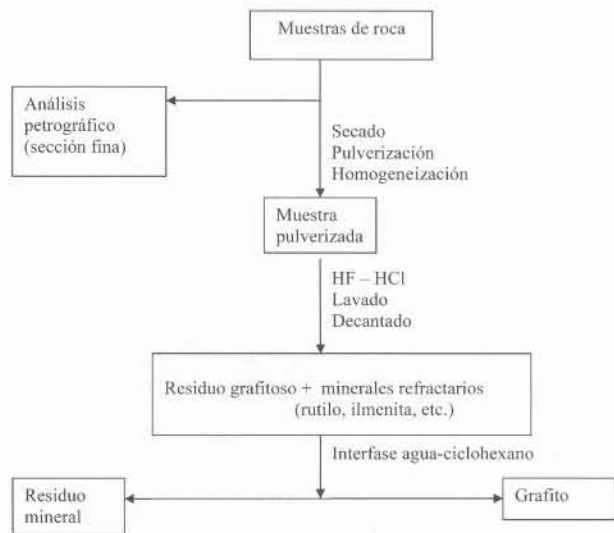 Muestras de roca
Análisis
petrográfico
(sección fina)
Secado
Pulverización
Homogeneización
Muestra
pulverizada
HF – HCl
Lavado
Decantado
Residuo grafitoso + minerales refractarios
(rutilo, ilmenita, etc.)
Interfase agua-ciclohexano
Residuo
mineral
Grafito